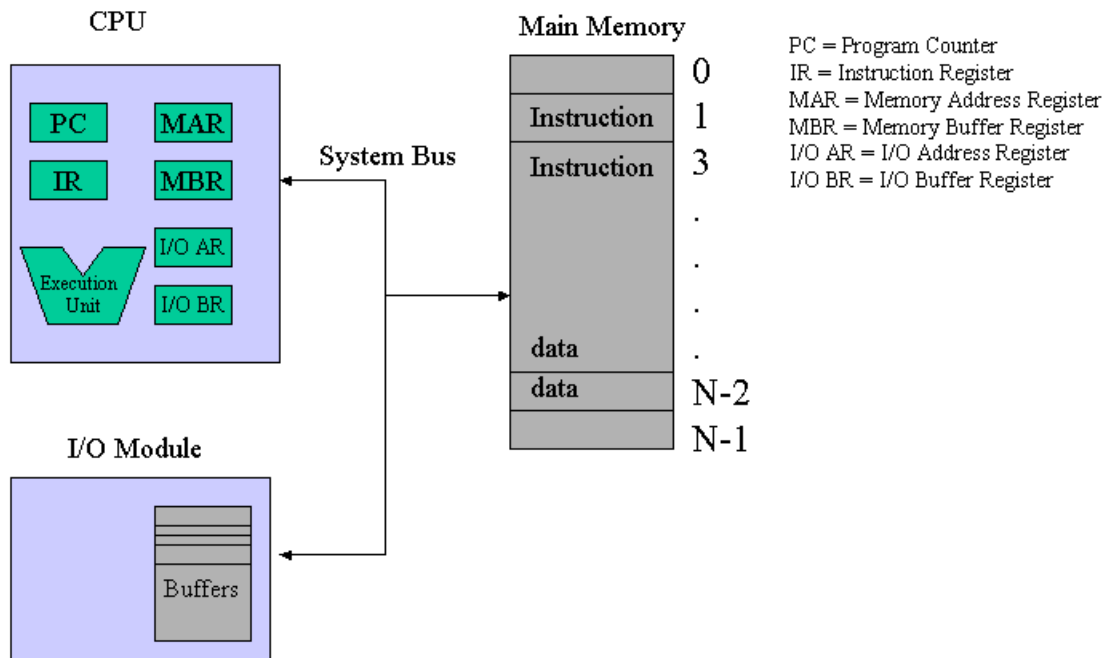 CPU
PC
MAR
IR
MBR
I/O AR
Execution
Unit
I/O BR
System Bus
Main Memory
0
Instruction 1
Instruction 3
.
.
.
data .
data N-2
N-1
PC = Program Counter
IR = Instruction Register
MAR = Memory Address Register
MBR = Memory Buffer Register
I/O AR = I/O Address Register
I/O BR = I/O Buffer Register
I/O Module
Buffers